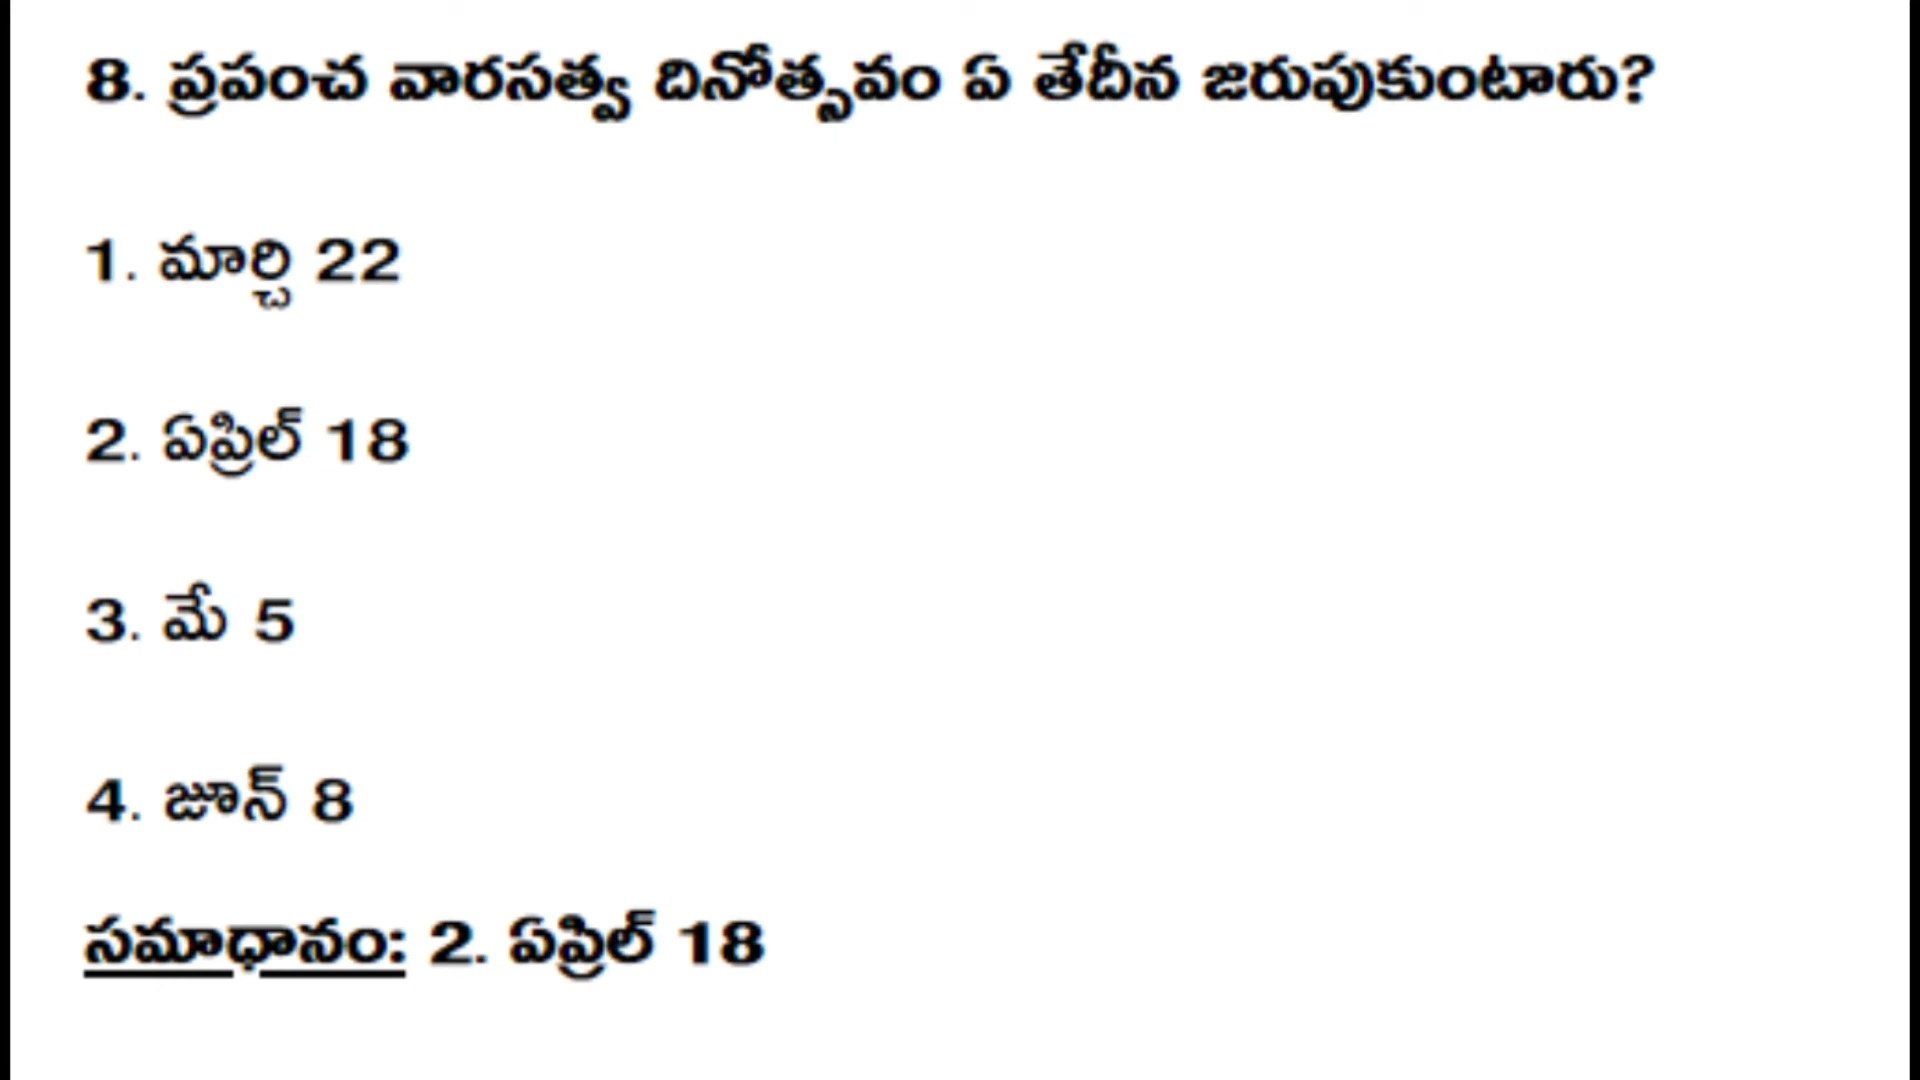 8. ప్రపంచ వారసత్వ దినోత్సవం ఏ తేదీన జరుపుకుంటారు?
1. మార్చి 22
2. ఏప్రిల్ 18
3. మే 5
4. జూన్ 8
సమాధానం: 2. ఏప్రిల్ 18